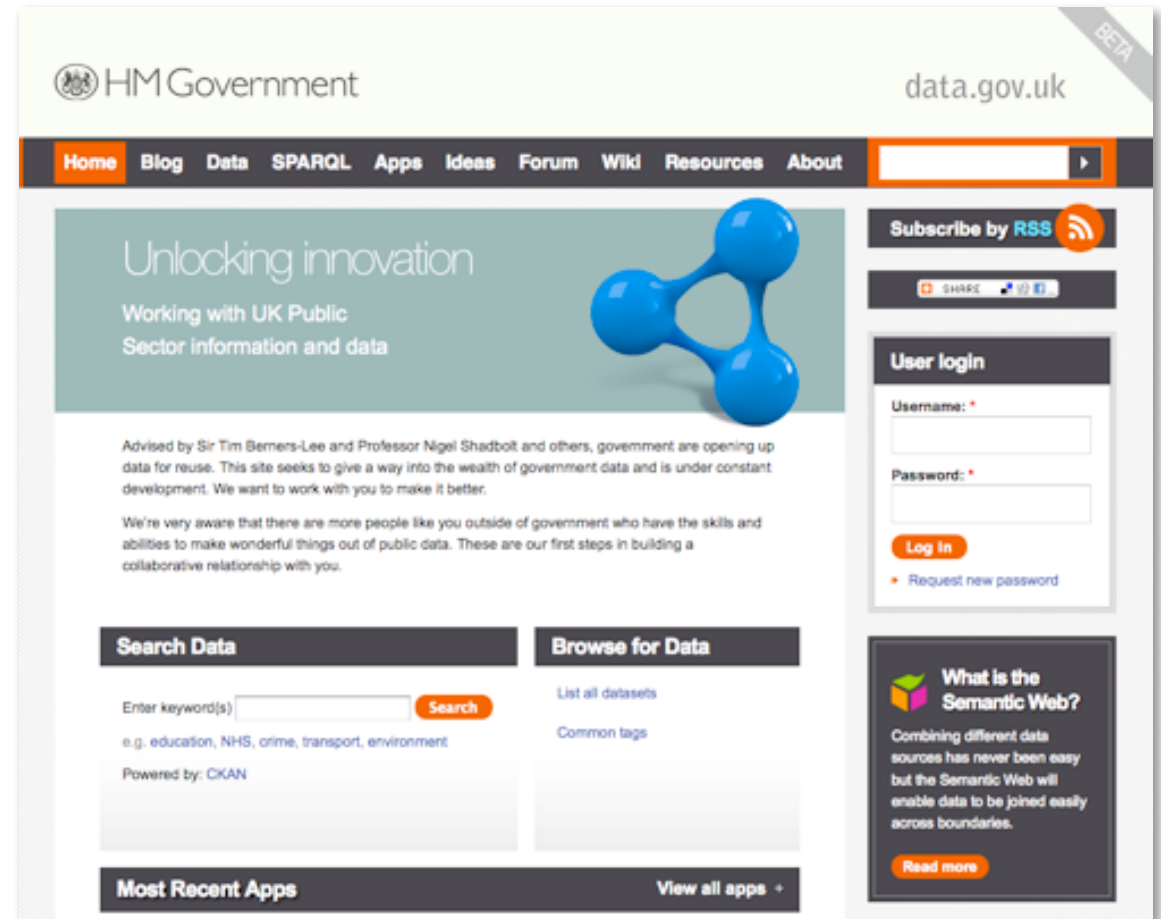 BETA
HM Government
data.gov.uk
Home Blog Data SPARQL Apps Ideas Forum Wiki Resources About
Unlocking innovation
Working with UK Public
Sector information and data
Advised by Sir Tim Berners-Lee and Professor Nigel Shadbolt and others, government are opening up
data for reuse. This site seeks to give a way into the wealth of government data and is under constant
development. We want to work with you to make it better.
We're very aware that there are more people like you outside of government who have the skills and
abilities to make wonderful things out of public data. These are our first steps in building a
collaborative relationship with you.
Search Data
Enter keyword(s)
Search
e.g. education, NHS, crime, transport, environment
Powered by: CKAN
Browse for Data
List all datasets
Common tags
Most Recent Apps
View all apps +
Subscribe by RSS
SHARE
User login
Username: *
Password: *
Log In
Request new password
What is the
Semantic Web?
Combining different data
sources has never been easy
but the Semantic Web will
enable data to be joined easily
across boundaries.
Read more